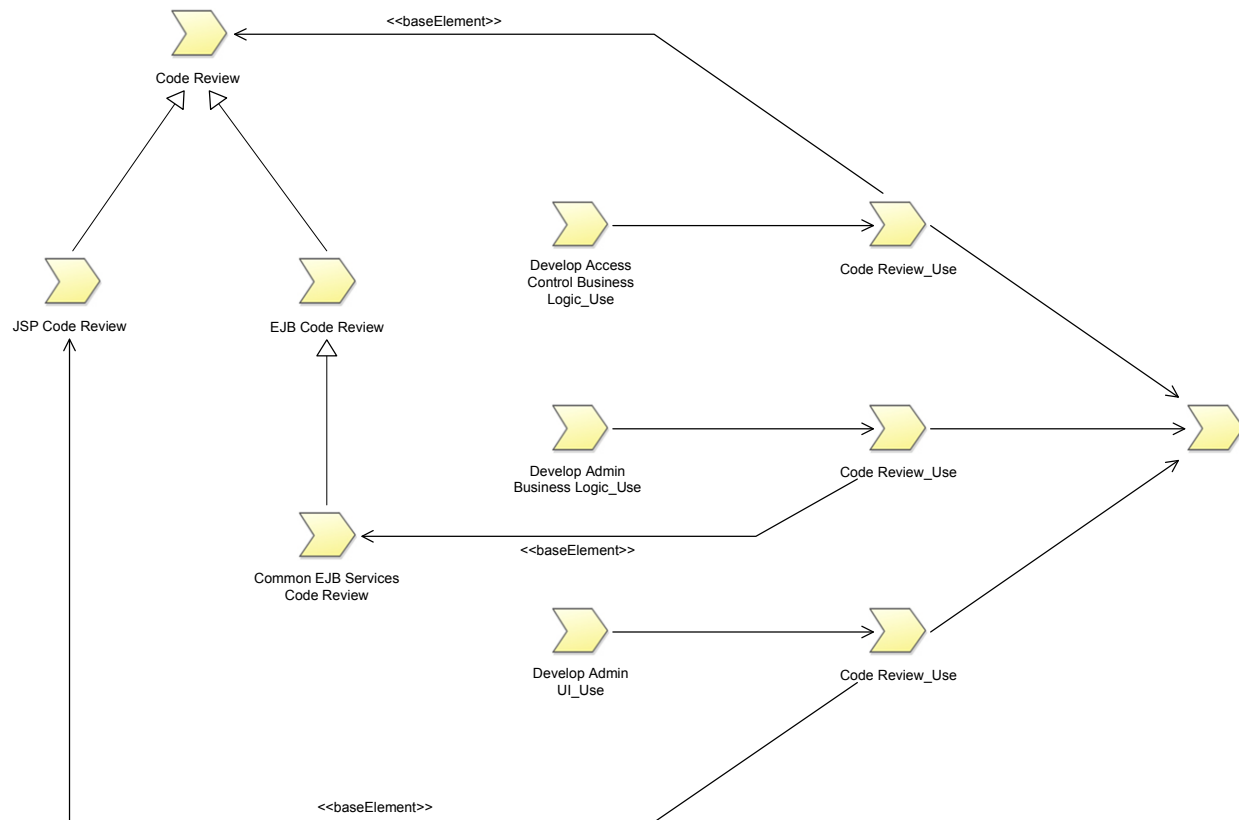 <<baseElement>>
Code Review
Develop Access
Control Business
Logic_Use
Code Review_Use
JSP Code Review
EJB Code Review
Develop Admin
Business Logic_Use
Code Review_Use
<<baseElement>>
Common EJB Services
Code Review
Develop Admin
UI_Use
Code Review_Use
<<baseElement>>